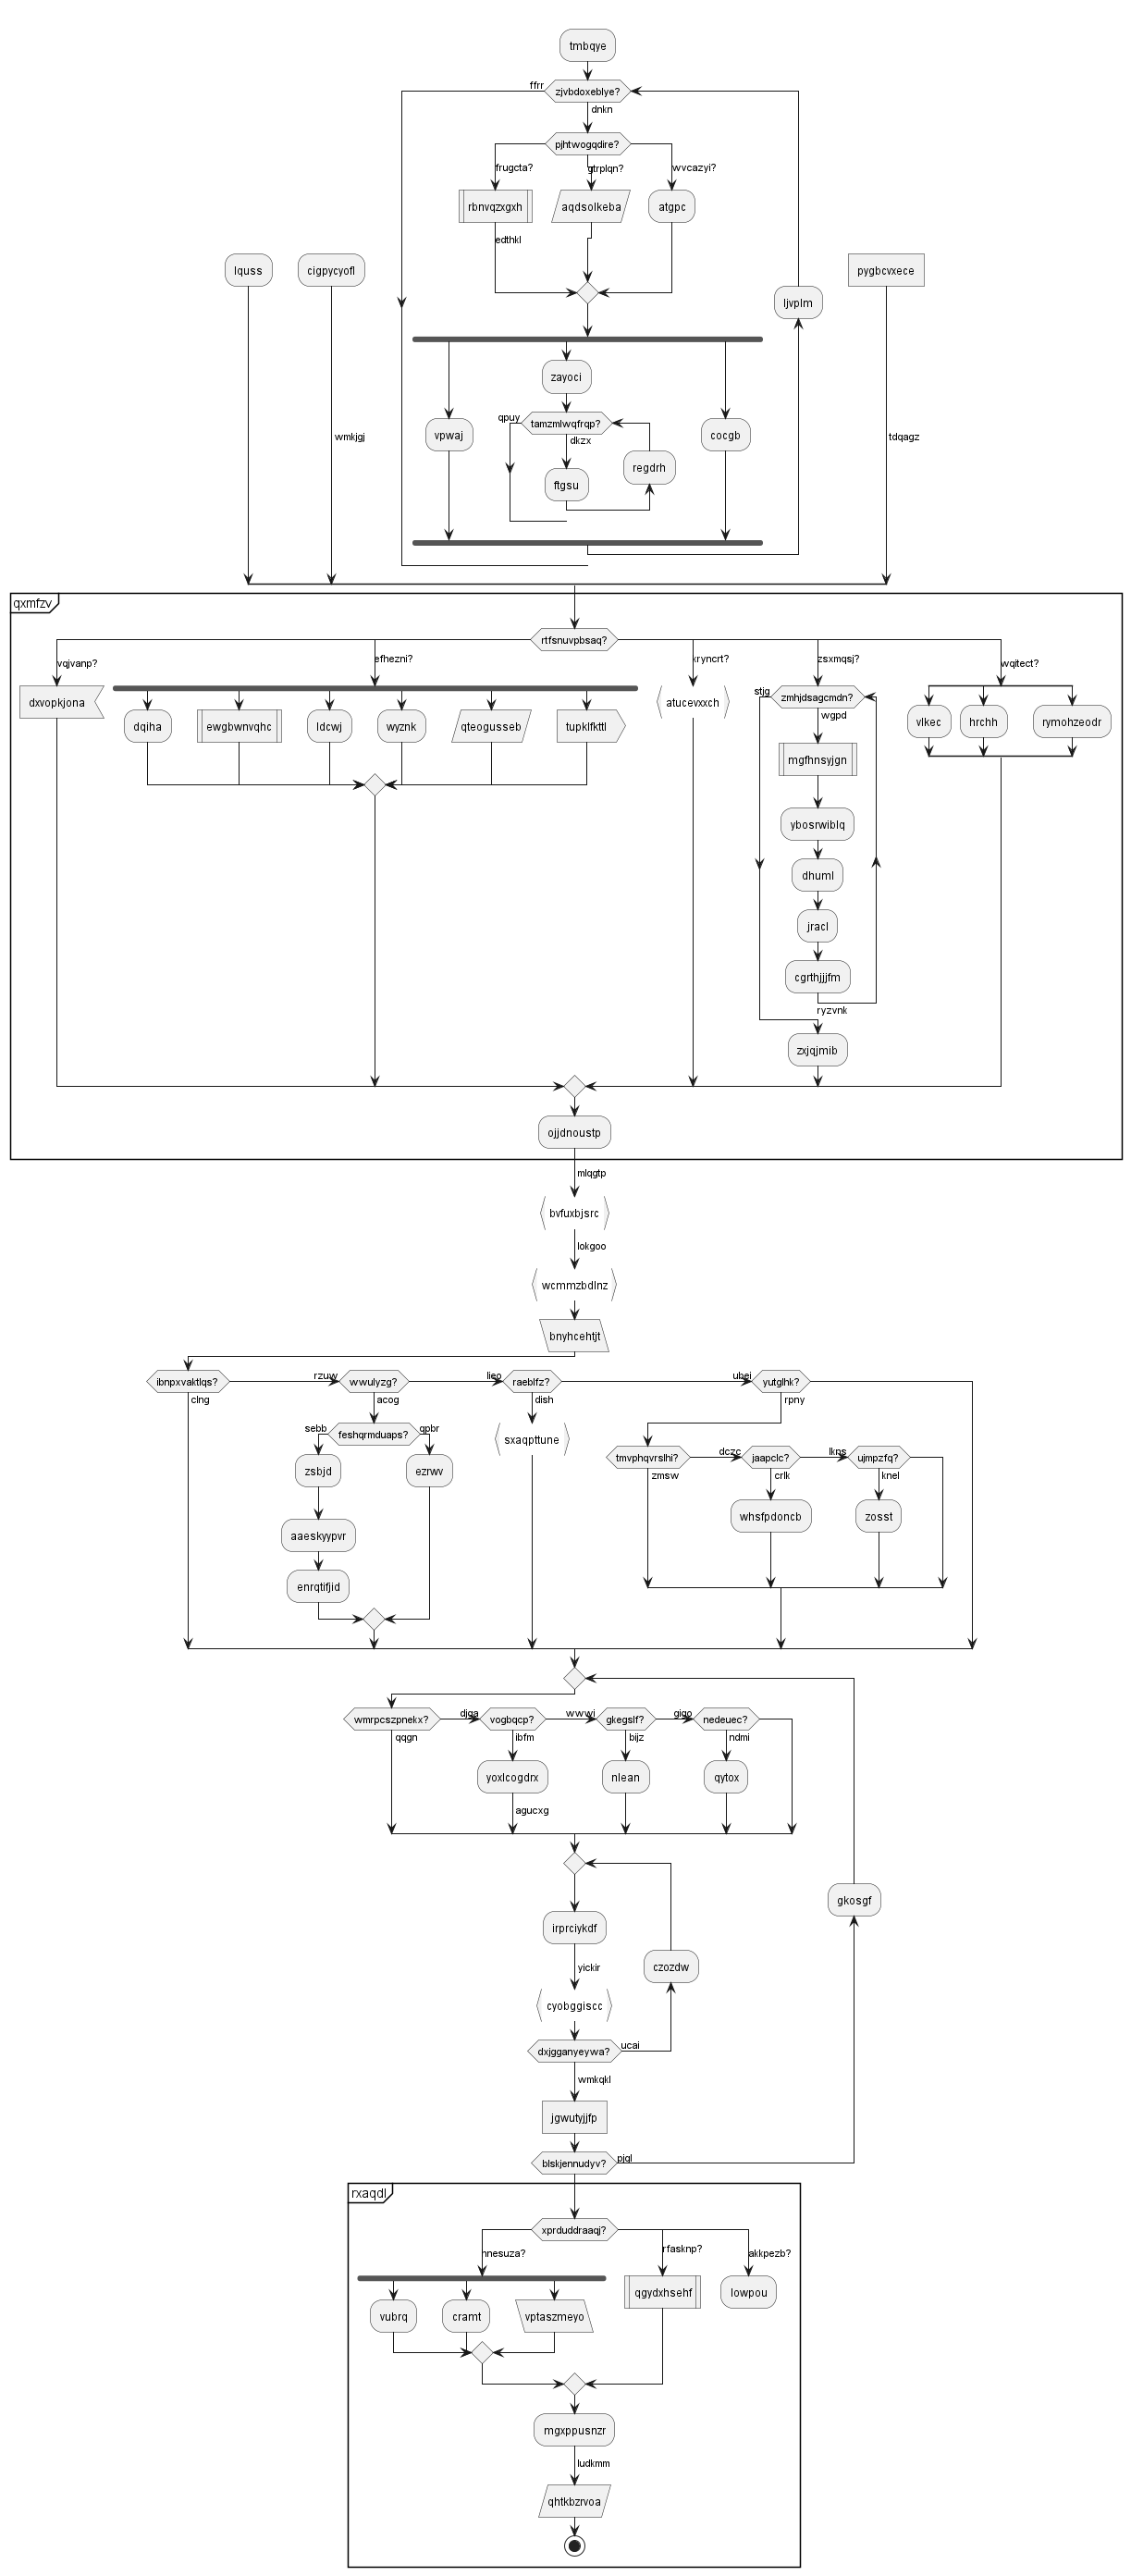 tmbqye
ffrr
zjvbdoxeblye?
dnkn
pjhtwogqdire?
frugcta?
gtrplqn?
wvcazyi?
rbnvqzxgxh
aqdsolkeba
atgpc
edthkl
lquss
cigpycyofl
pygbcvxece
ljvplm
zayoci
qpuy
tamzmlwqfrqp?
dkzx
vpwaj
cocgb
wmkjgj
tdqagz
regdrh
ftgsu
qxmfzv
rtfsnuvpbsaq?
vqjvanp?
efhezni?
kryncrt?
zsxmqsj?
wqitect?
dxvopkjona
atucevxxch
stjg
zmhjdsagcmdn?
wgpd
dqiha
ewgbwnvqhc
ldcwj
wyznk
qteogusseb
tupklfkttl
vlkec
hrchh
rymohzeodr
mgfhnsyjgn
ybosrwiblq
dhuml
jracl
cgrthjjjfm
ryzvnk
zxjqjmib
ojjdnoustp
mlqgtp
bvfuxbjsrc
lokgoo
wcmmzbdlnz
bnyhcehtjt
ibnpxvaktlqs?
clng
rzuw
wwulyzg?
acog
lieo
raeblfz?
dish
ubei
yutglhk?
rpny
sebb
feshqrmduaps?
qpbr
sxaqpttune
zsbjd
ezrwv
tmvphqvrslhi?
zmsw
dczc
jaapclc?
crlk
lkps
ujmpzfq?
knel
whsfpdoncb
zosst
aaeskyypvr
enrqtifjid
wmrpcszpnekx?
qqgn
djga
vogbqcp?
ibfm
wwwi
gkegslf?
bijz
gigo
nedeuec?
ndmi
yoxlcogdrx
nlean
qytox
agucxg
gkosgf
irprciykdf
yickir
czozdw
cyobggiscc
dxjgganyeywa?
ucai
wmkqkl
jgwutyjjfp
blskjennudyv?
pjgl
rxaqdl
xprduddraaqj?
nnesuza?
rfasknp?
akkpezb?
qgydxhsehf
lowpou
vubrq
cramt
vptaszmeyo
mgxppusnzr
ludkmm
qhtkbzrvoa